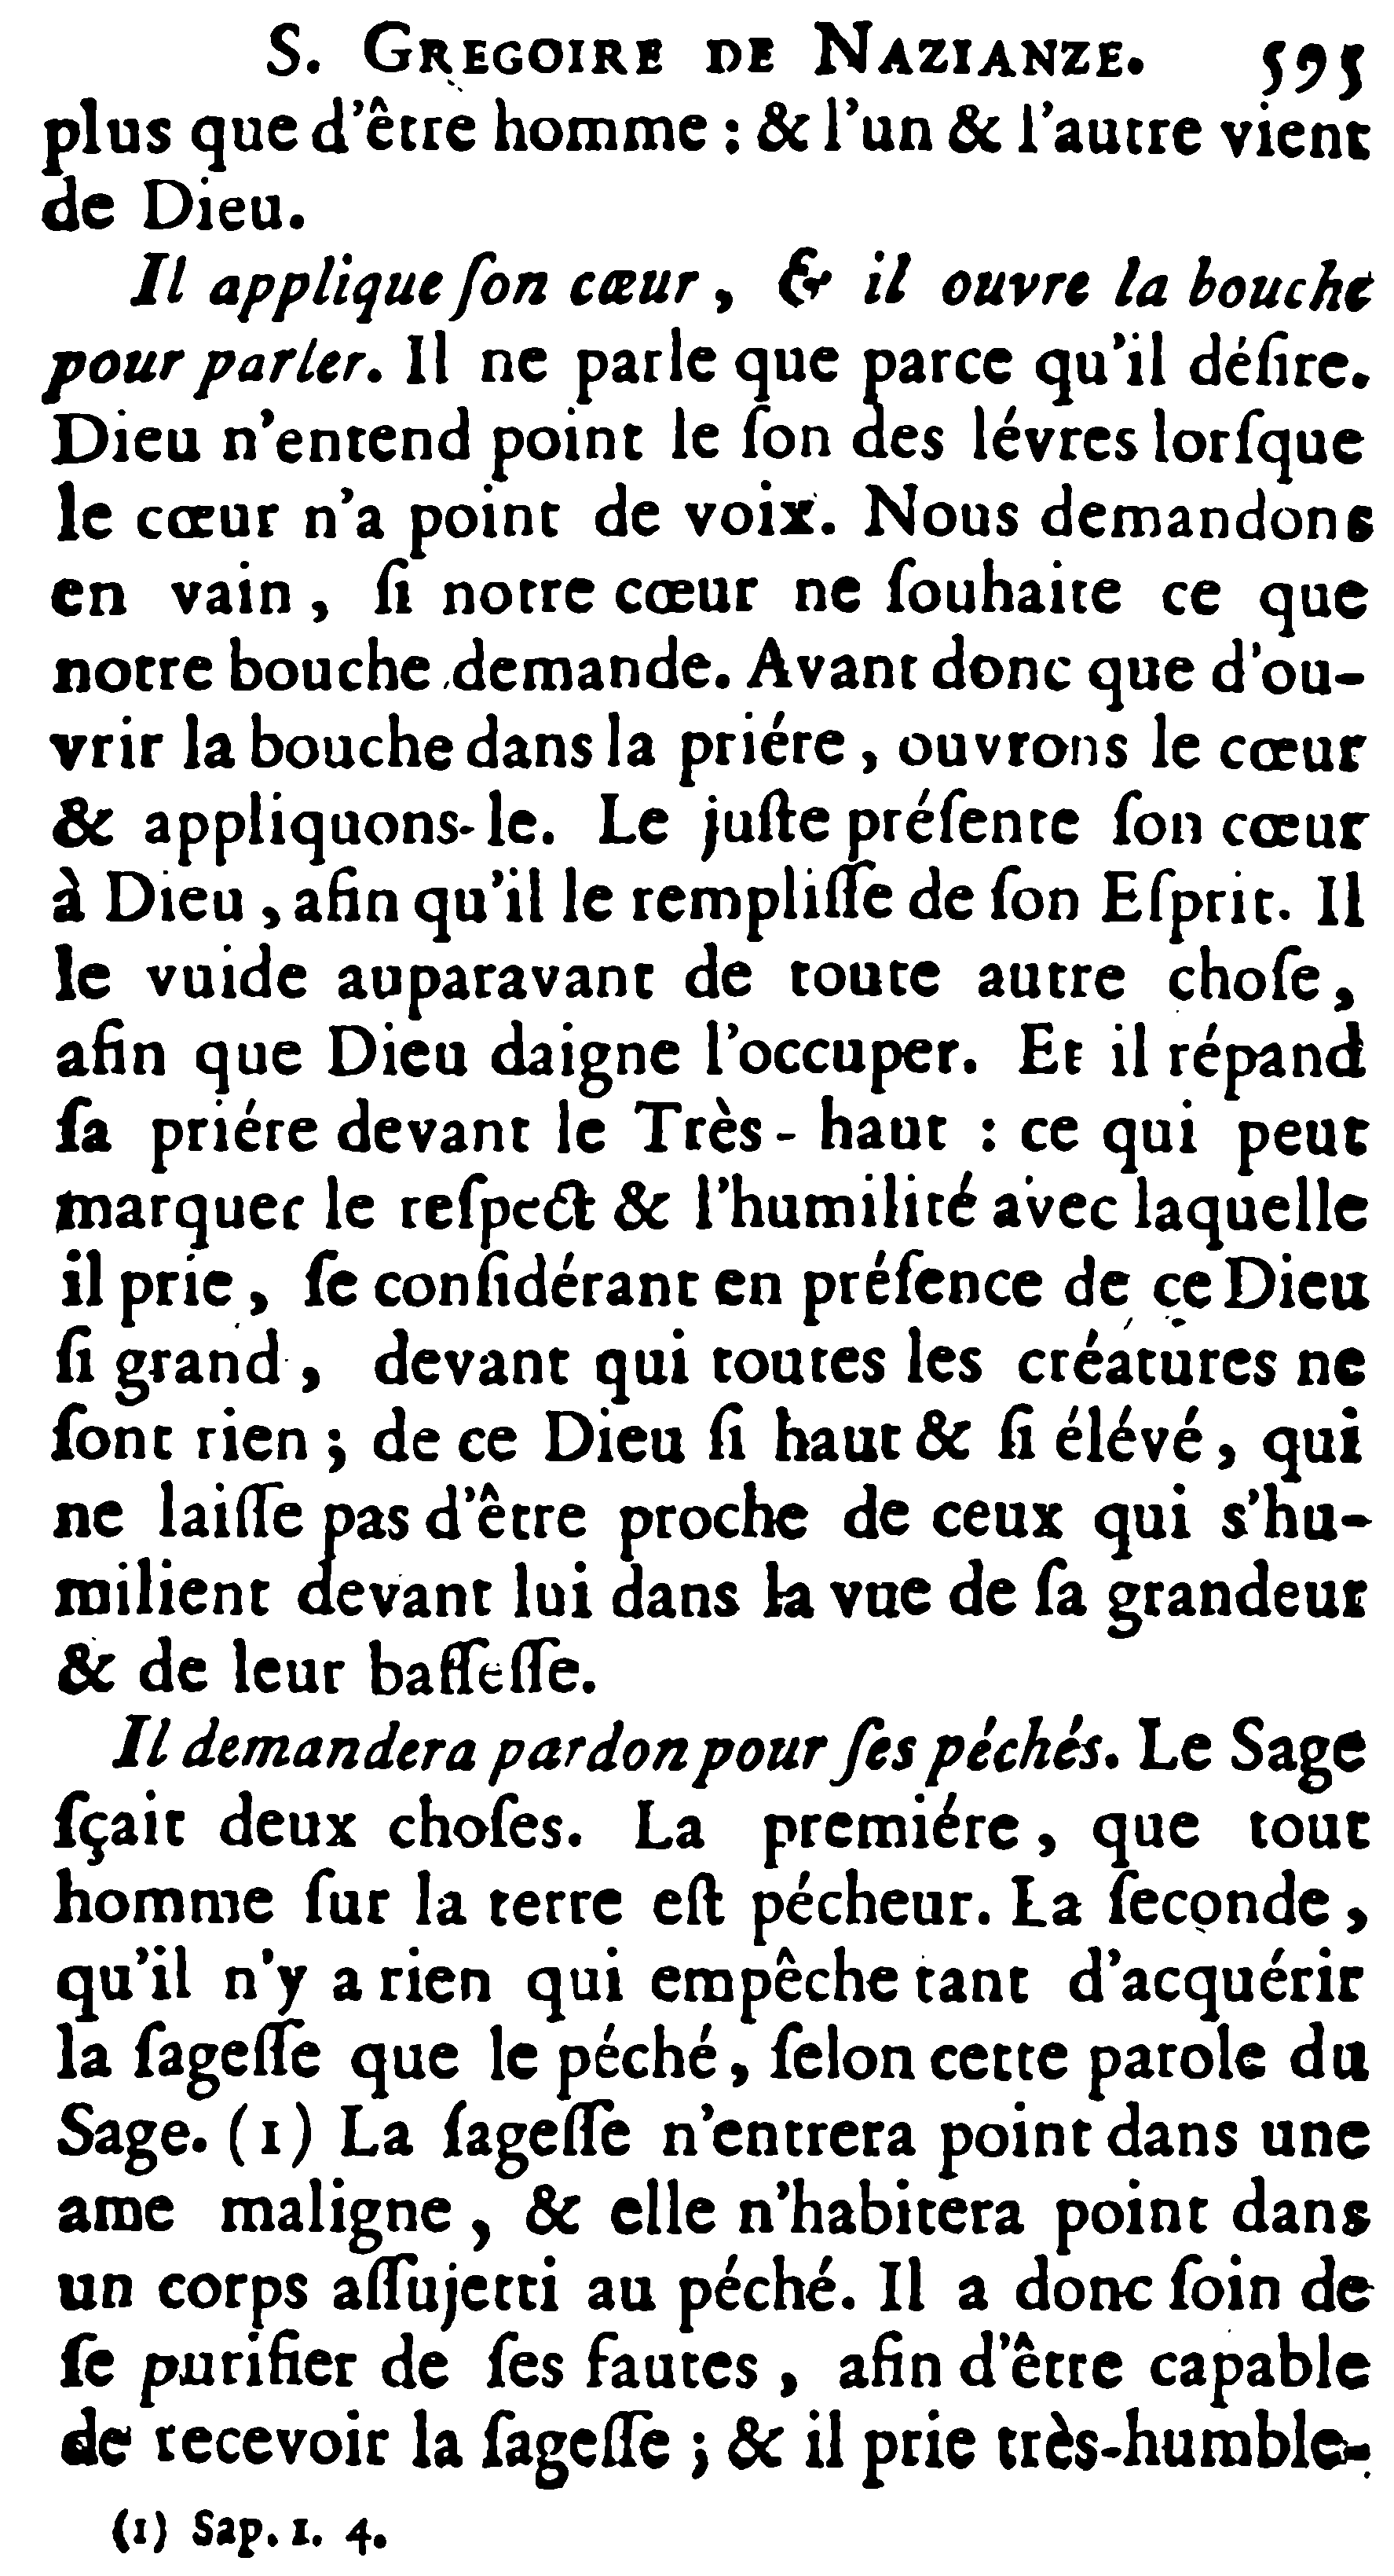 S. GREGOIRE DE NAZIANZE. 595
plus que d'être homme : & l'un & l'autre vient
de Dieu.
Il applique ſon cœur, & il ouvre la bouche
pour parler. Il ne parle que parce qu'il déſire.
Dieu n'entend point le ſon des lévres lorſque
le cœur n'a point de voix. Nous demandons
en vain, ſi notre cœur ne ſouhaite ce que
notre bouche demande. Avant donc que d'ou-
vrir la bouche dans la priére, ouvrons le cœur
& appliquons-le. Le juſte préſente ſon cœur
à Dieu, afin qu'il le rempliſſe de ſon Eſprit. Il
le vuide auparavant de toute autre choſe,
afin que Dieu daigne l'occuper. Et il répand
ſa priére devant le Très-haut : ce qui peut
marquer le reſpect & l'humilité avec laquelle
il prie, ſe conſidérant en préſence de ce Dieu
ſi grand, devant qui toutes les créatures ne
ſont rien ; de ce Dieu ſi haut & ſi élévé, qui
ne laiſſe pas d'être proche de ceux qui s'hu-
milient devant lui dans la vue de ſa grandeur
& de leur baſſeſſe.
Il demandera pardon pour ſes péchés. Le Sage
ſçait deux choſes. La premiére, que tout
homme ſur la terre eſt pécheur. La ſeconde,
qu'il n'y a rien qui empêche tant d'acquérir
la ſageſſe que le péché, ſelon cette parole du
Sage. (1) La ſageſſe n'entrera point dans une
ame maligne, & elle n'habitera point dans
un corps aſſujetti au péché. Il a donc ſoin de
ſe purifier de ſes fautes, afin d'être capable
de recevoir la ſageſſe ; & il prie très-humble-
(1) Sap. 1. 4.